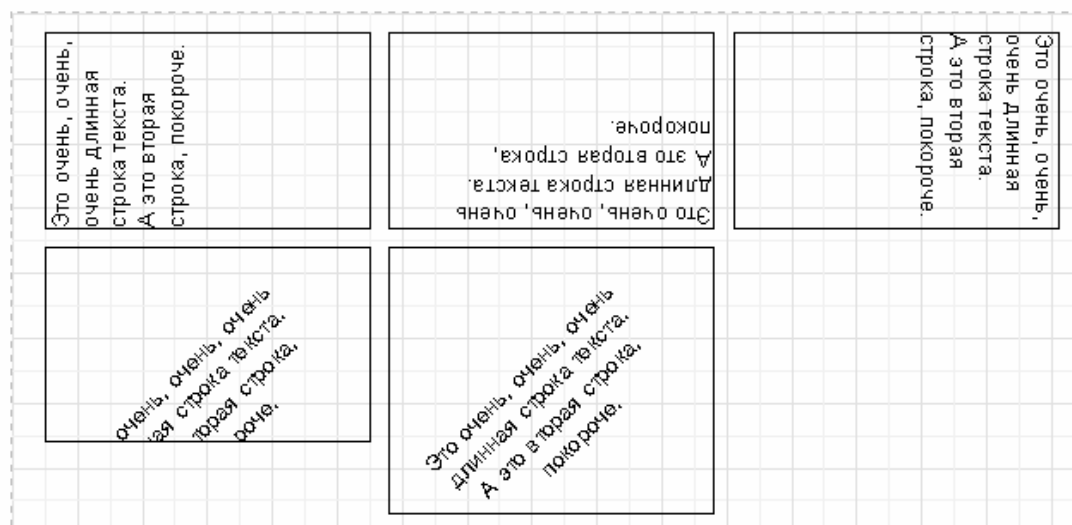 Это очень, очень,
очень длинная
строка текста.
А это вторая
строка, покороче.
Это очень, очень, очень
длинная строка текста.
А это вторая строка,
покороче.
Это очень, очень,
очень длинная
строка текста.
А это вторая
строка, покороче.
очень, очень, очень
ая строка текста.
торая строка,
роче.
Это очень, очень, очень
длинная строка текста.
А это вторая строка,
покороче.